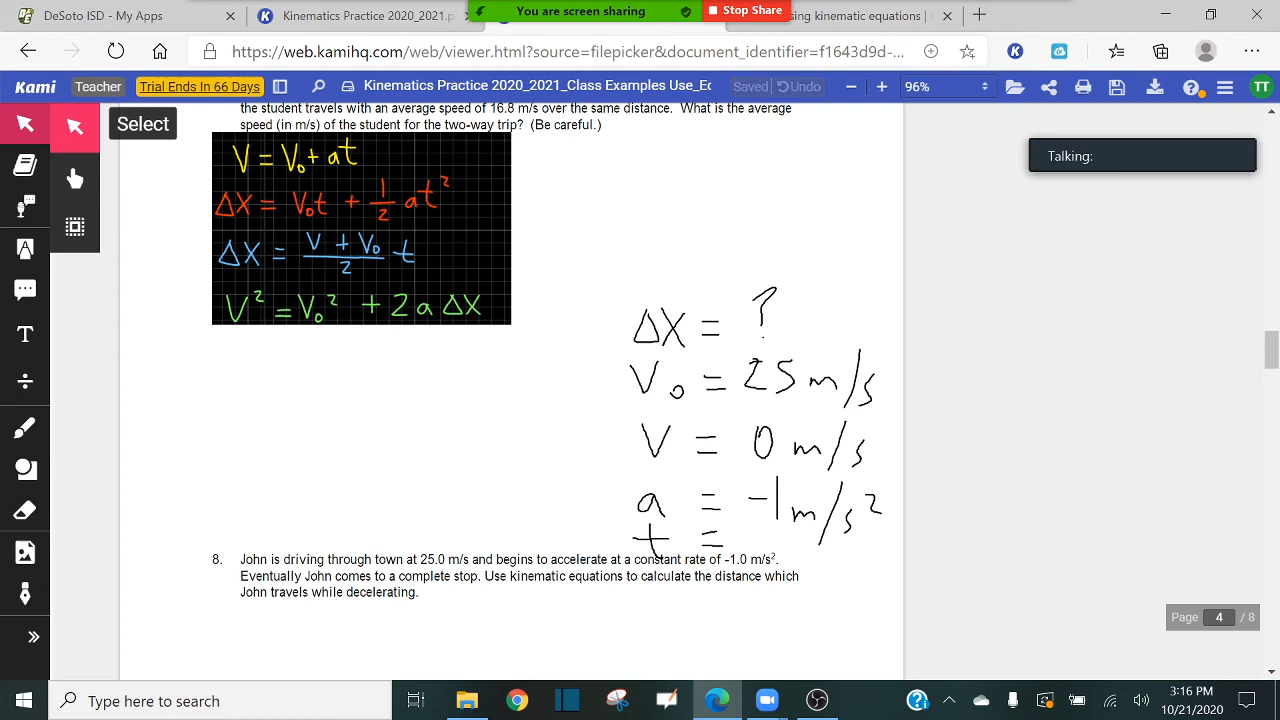 DeSoto BD - My Apps
Kinematics Practice 2020_2021.p
You are screen sharing
Stop Share
sing kinematic equations | c
https://web.kamihq.com/web/viewer.html?source=filepicker&document_identifier=f1643d9d-...
Kami Teacher Trial Ends In 66 Days Kinematics Practice 2020_2021_Class Examples Use_Ec Saved Undo 96% TT
Select
the student travels with an average speed of 16.8 m/s over the same distance. What is the average
speed (in m/s) of the student for the two-way trip? (Be careful.)
Talking:
V = V₀ + at
ΔX = V₀t + 1/2 at²
ΔX = (V + V₀)/2 t
V² = V₀² + 2a ΔX
ΔX = ?
V₀ = 25 m/s
V = 0 m/s
a = -1 m/s²
t =
8. John is driving through town at 25.0 m/s and begins to accelerate at a constant rate of -1.0 m/s².
Eventually John comes to a complete stop. Use kinematic equations to calculate the distance which
John travels while decelerating.
Page 4 / 8
Type here to search
3:16 PM
10/21/2020